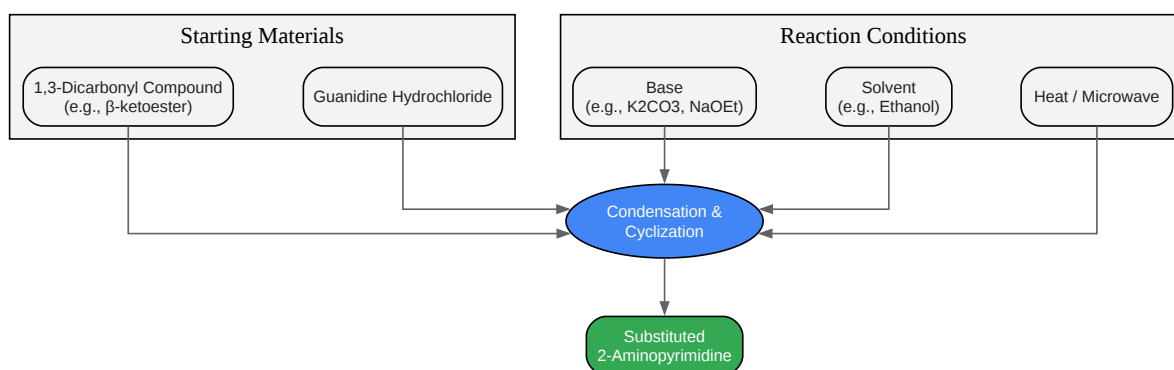 Starting Materials
1,3-Dicarbonyl Compound
(e.g., β-ketoester)
Guanidine Hydrochloride
Reaction Conditions
Base
(e.g., K2CO3, NaOEt)
Solvent
(e.g., Ethanol)
Heat / Microwave
Condensation &
Cyclization
Substituted
2-Aminopyrimidine